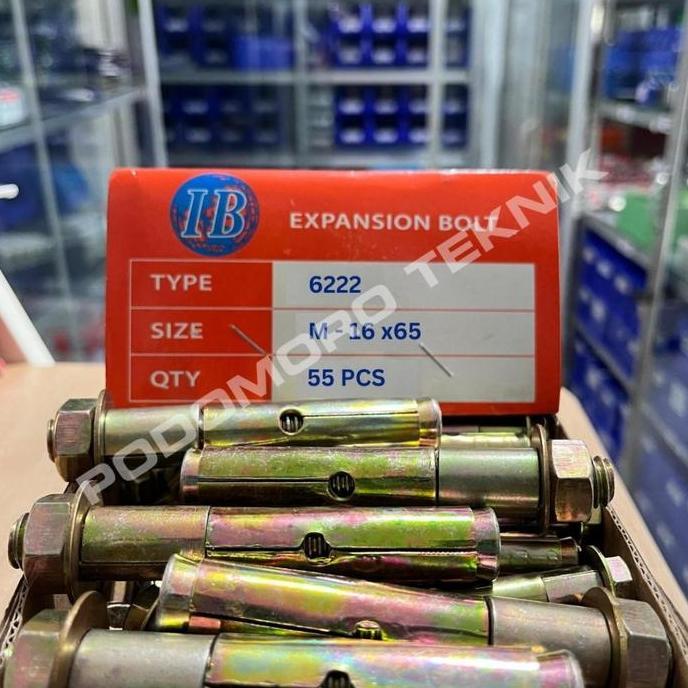 IB
EXPANSION BOLT
TYPE 6222
SIZE M - 16 x65
QTY 55 PCS
PODOMORO TEKNIK